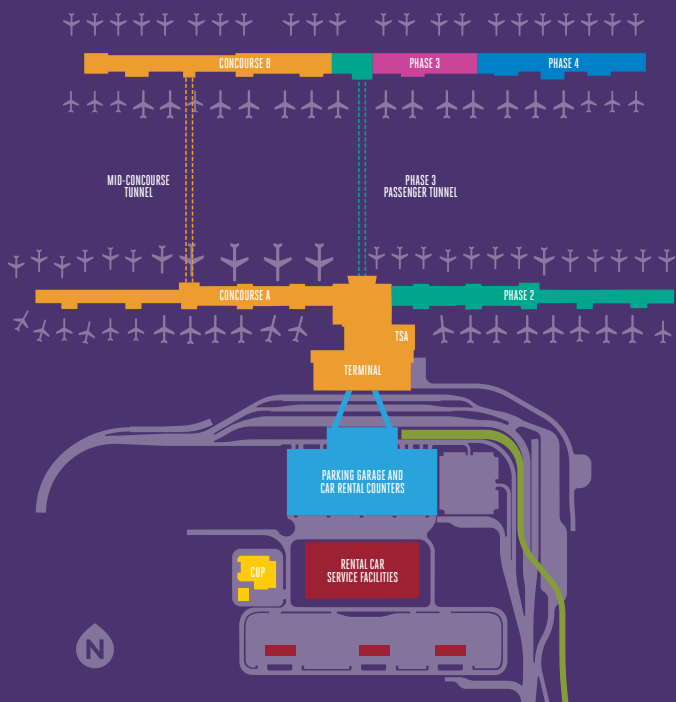 CONCOURSE B
PHASE 3
PHASE 4
MID-CONCOURSE
TUNNEL
PHASE 3
PASSENGER TUNNEL
CONCOURSE A
PHASE 2
TSA
TERMINAL
PARKING GARAGE AND
CAR RENTAL COUNTERS
CUP
RENTAL CAR
SERVICE FACILITIES
N